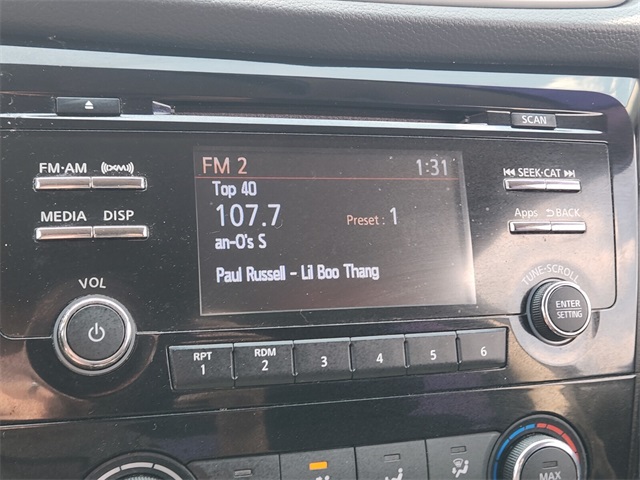 SCAN
FM·AM (XM)
FM 2 1:31
SEEK·CAT
Top 40
107.7 Preset : 1
Apps BACK
MEDIA DISP
an-O's S
Paul Russell - Lil Boo Thang
VOL
TUNE·SCROLL
ENTER
SETTING
RPT RDM 3 4 5 6
1 2
MAX